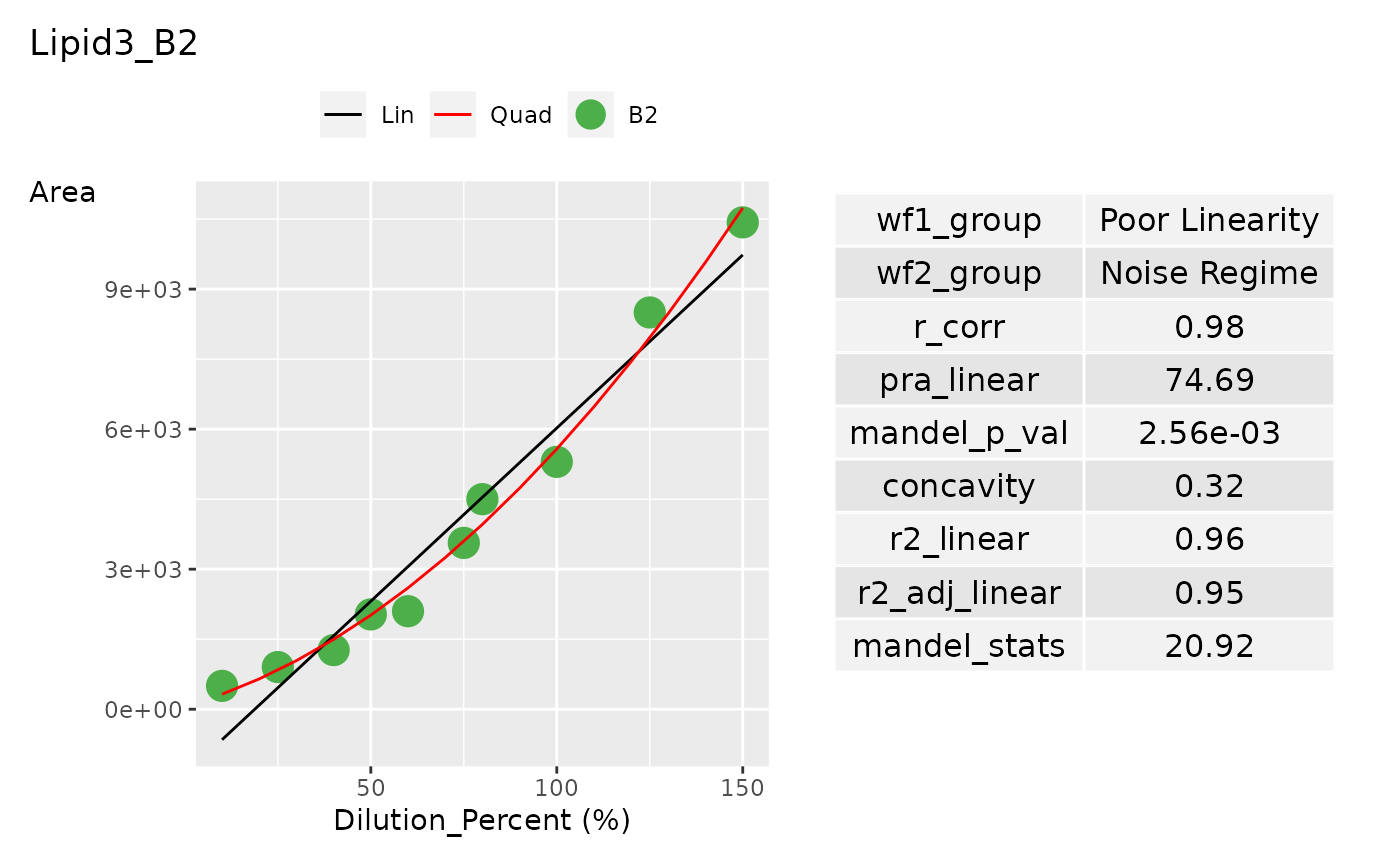 Lipid3_B2
Lin Quad B2
Area
9e+03
6e+03
3e+03
0e+00
50 100 150
Dilution_Percent (%)
wf1_group Poor Linearity
wf2_group Noise Regime
r_corr 0.98
pra_linear 74.69
mandel_p_val 2.56e-03
concavity 0.32
r2_linear 0.96
r2_adj_linear 0.95
mandel_stats 20.92